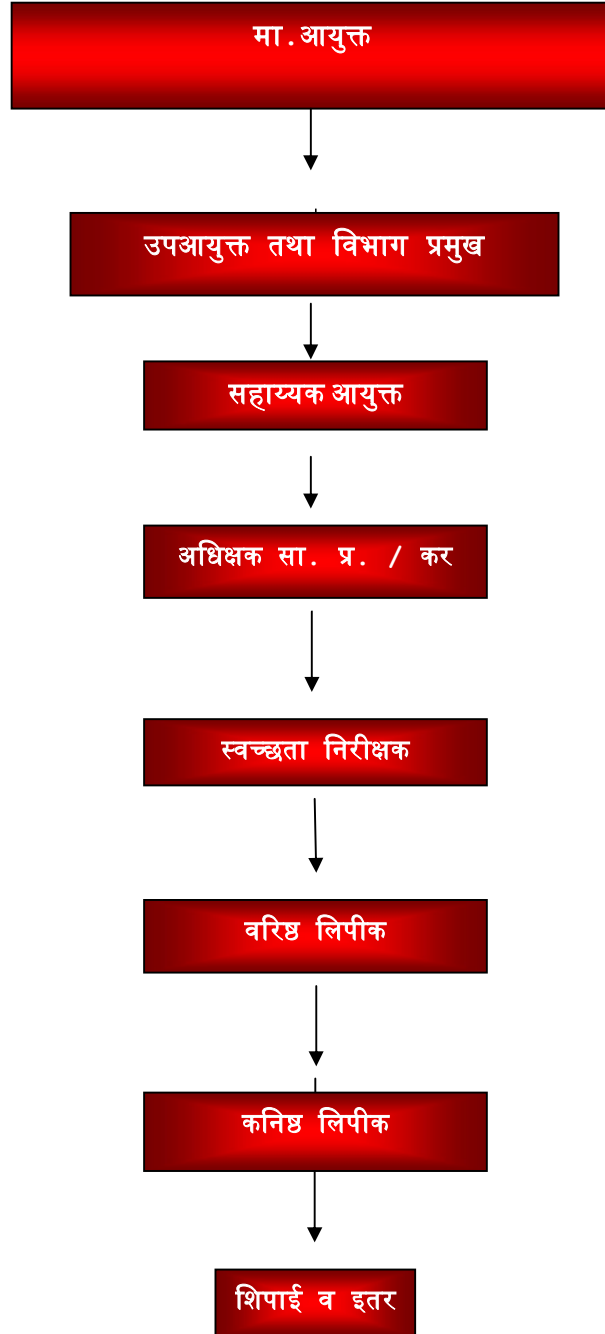 मा.आयुक्त
उपआयुक्त तथा विभाग प्रमुख
सहाय्यक आयुक्त
अधिक्षक सा. प्र. / कर
स्वच्छता निरीक्षक
वरिष्ठ लिपीक
कनिष्ठ लिपीक
शिपाई व इतर